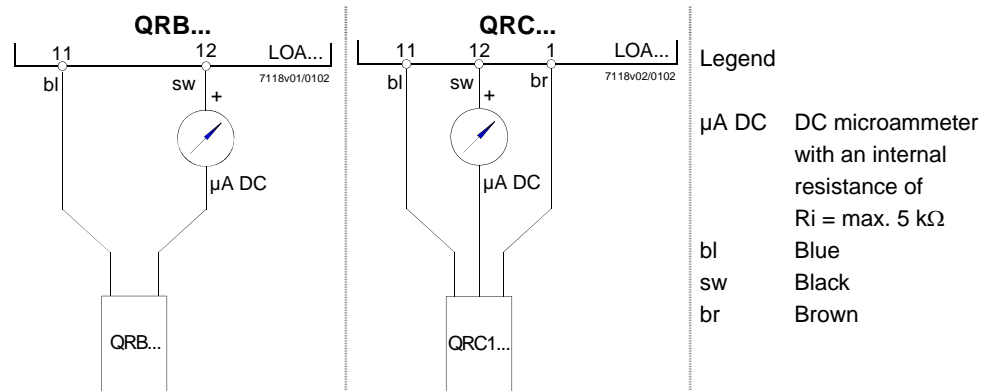 QRB...
11 12 LOA...
bl sw 7118v01/0102
+
µA DC
QRB...
QRC...
11 12 1 LOA...
bl sw br 7118v02/0102
+
µA DC
QRC1...
Legend
µA DC DC microammeter
with an internal
resistance of
Ri = max. 5 kΩ
bl Blue
sw Black
br Brown